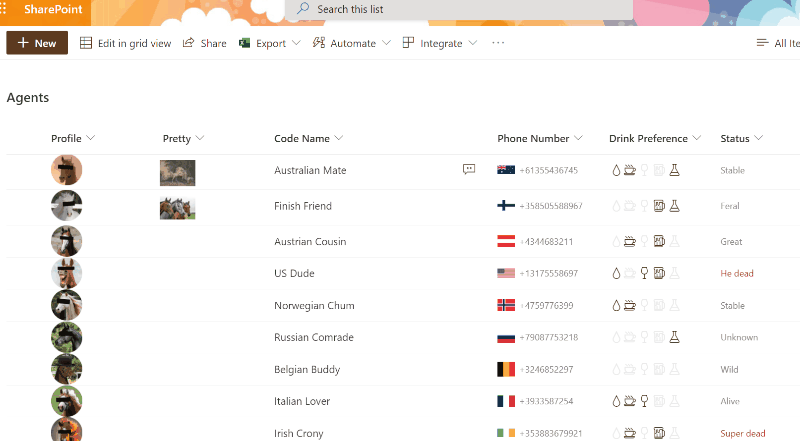 SharePoint Search this list
New Edit in grid view Share Export Automate Integrate ··· All Ite
Agents
Profile Pretty Code Name Phone Number Drink Preference Status
Australian Mate +61355436745 Stable
Finish Friend +358505588967 Feral
Austrian Cousin +4344683211 Great
US Dude +13175558697 He dead
Norwegian Chum +4759776399 Stable
Russian Comrade +79087753218 Unknown
Belgian Buddy +3246852297 Wild
Italian Lover +3933587254 Alive
Irish Crony +353883679921 Super dead